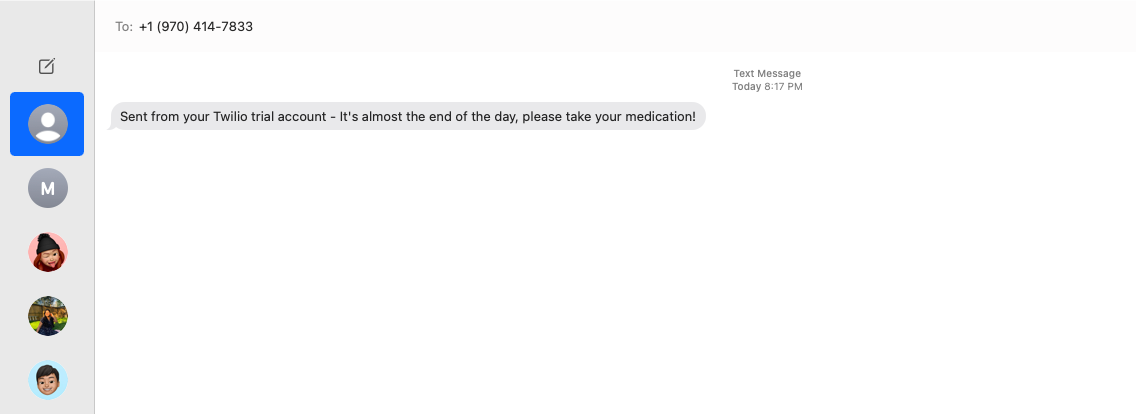 To: +1 (970) 414-7833
Text Message
Today 8:17 PM
Sent from your Twilio trial account - It's almost the end of the day, please take your medication!
M